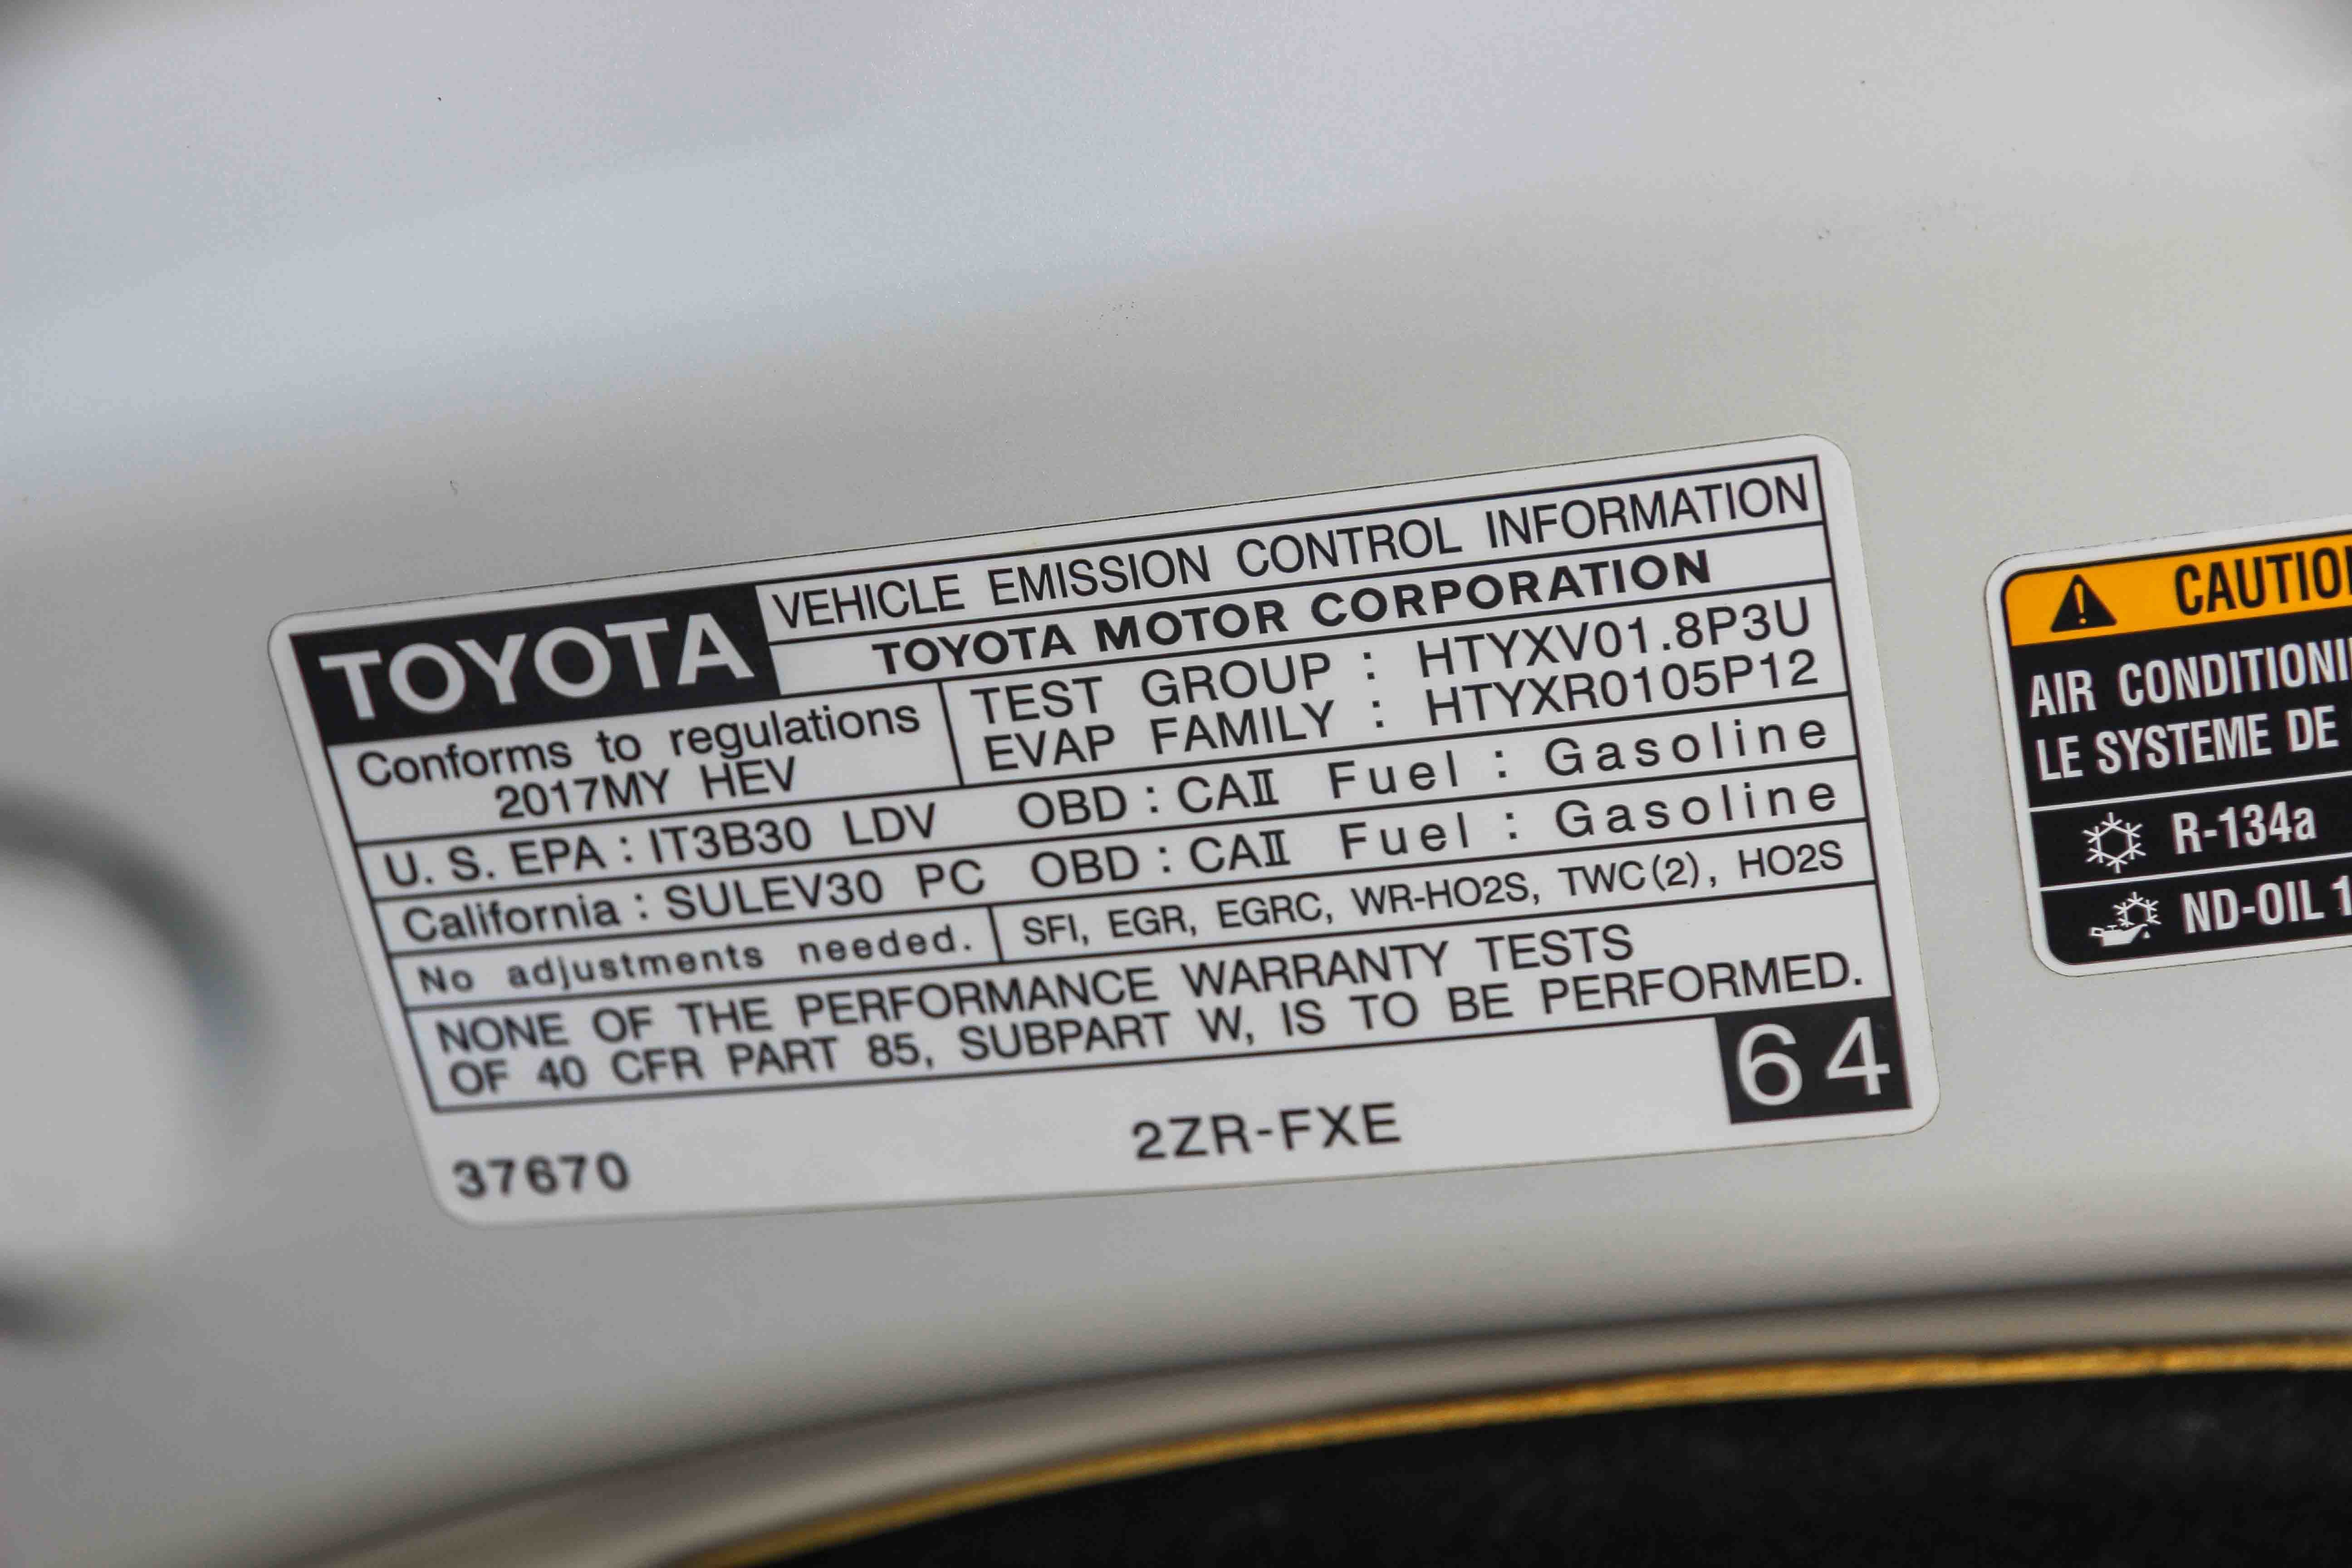 TOYOTA
VEHICLE EMISSION CONTROL INFORMATION
TOYOTA MOTOR CORPORATION
Conforms to regulations
2017MY HEV
TEST GROUP : HTYXV01.8P3U
EVAP FAMILY : HTYXR0105P12
U. S. EPA : IT3B30 LDV OBD : CAII Fuel : Gasoline
California : SULEV30 PC OBD : CAII Fuel : Gasoline
No adjustments needed. SFI, EGR, EGRC, WR-HO2S, TWC(2), HO2S
NONE OF THE PERFORMANCE WARRANTY TESTS
OF 40 CFR PART 85, SUBPART W, IS TO BE PERFORMED.
37670 2ZR-FXE 64
AIR
LE SYSTEME DE
R-134a
ND-OIL